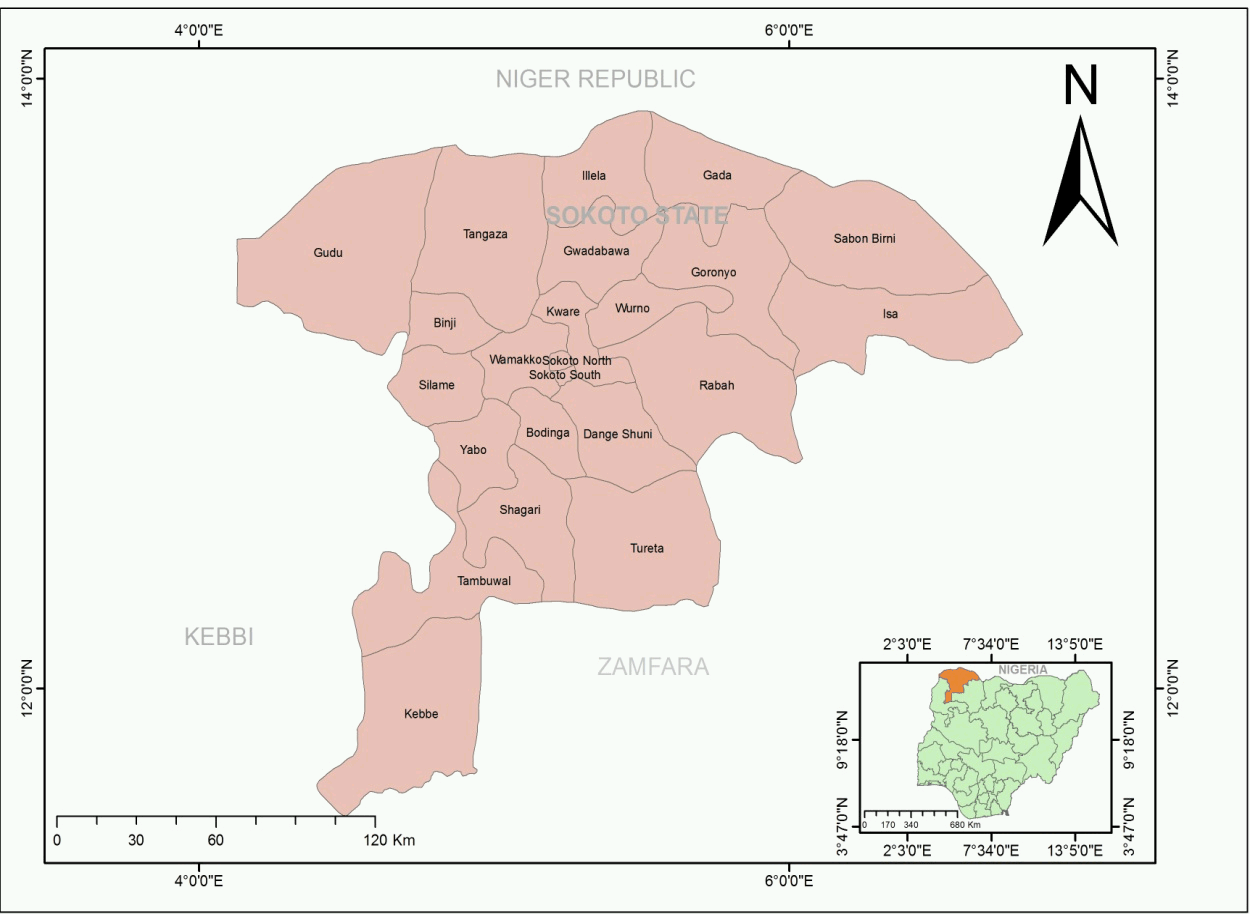 4°0'0"E 6°0'0"E
14°0'0"N 14°0'0"N
NIGER REPUBLIC
N
Illela
Gada
SOKOTO STATE
Tangaza
Sabon Birni
Gudu
Gwadabawa
Goronyo
Kware
Wurno
Isa
Binji
Wamakko
Sokoto North
Sokoto South
Silame
Rabah
Bodinga
Dange Shuni
Yabo
Shagari
Tureta
Tambuwal
KEBBI
ZAMFARA
12°0'0"N 12°0'0"N
Kebbe
2°30'0"E 7°34'0"E 13°5'0"E
NIGERIA
9°18'0"N 9°18'0"N
0 170 340 680 Km
3°47'0"N 3°47'0"N
2°30'0"E 7°34'0"E 13°5'0"E
0 30 60 120 Km
4°0'0"E 6°0'0"E